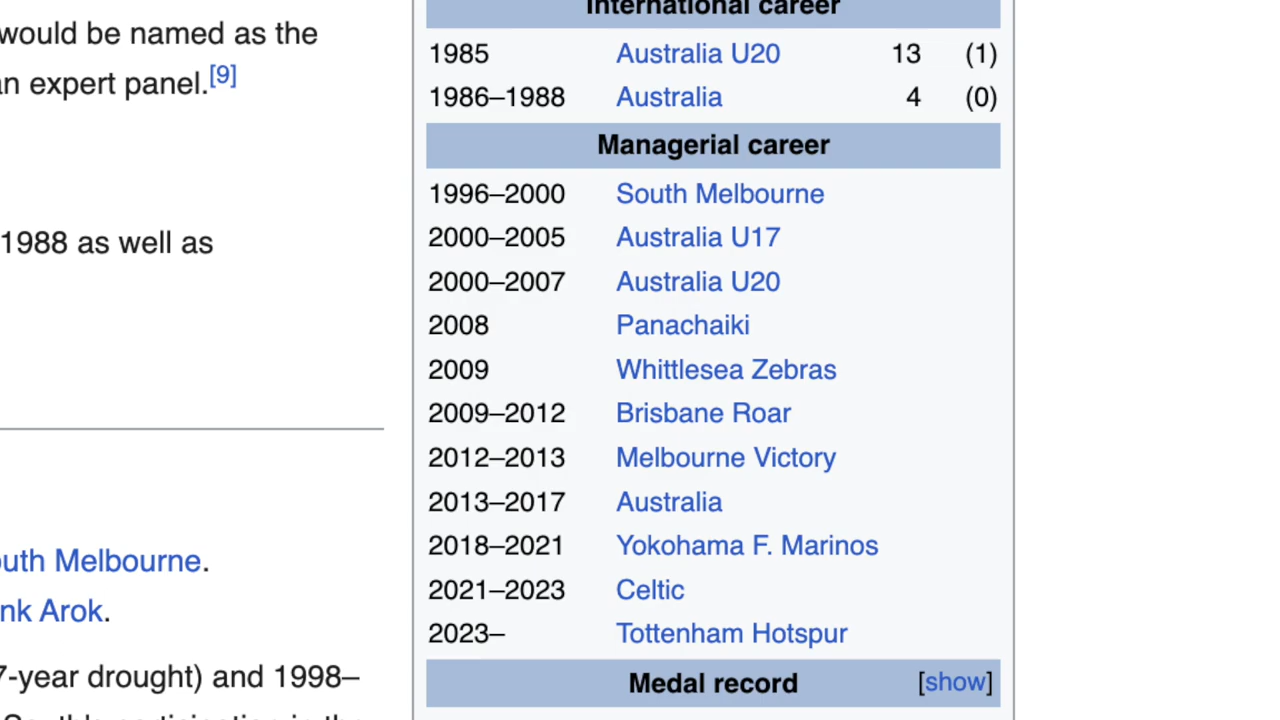 would be named as the
an expert panel.[9]
1988 as well as
outh Melbourne.
nk Arok.
7-year drought) and 1998–
International career
1985 Australia U20 13 (1)
1986–1988 Australia 4 (0)
Managerial career
1996–2000 South Melbourne
2000–2005 Australia U17
2000–2007 Australia U20
2008 Panachaiki
2009 Whittlesea Zebras
2009–2012 Brisbane Roar
2012–2013 Melbourne Victory
2013–2017 Australia
2018–2021 Yokohama F. Marinos
2021–2023 Celtic
2023– Tottenham Hotspur
Medal record [show]